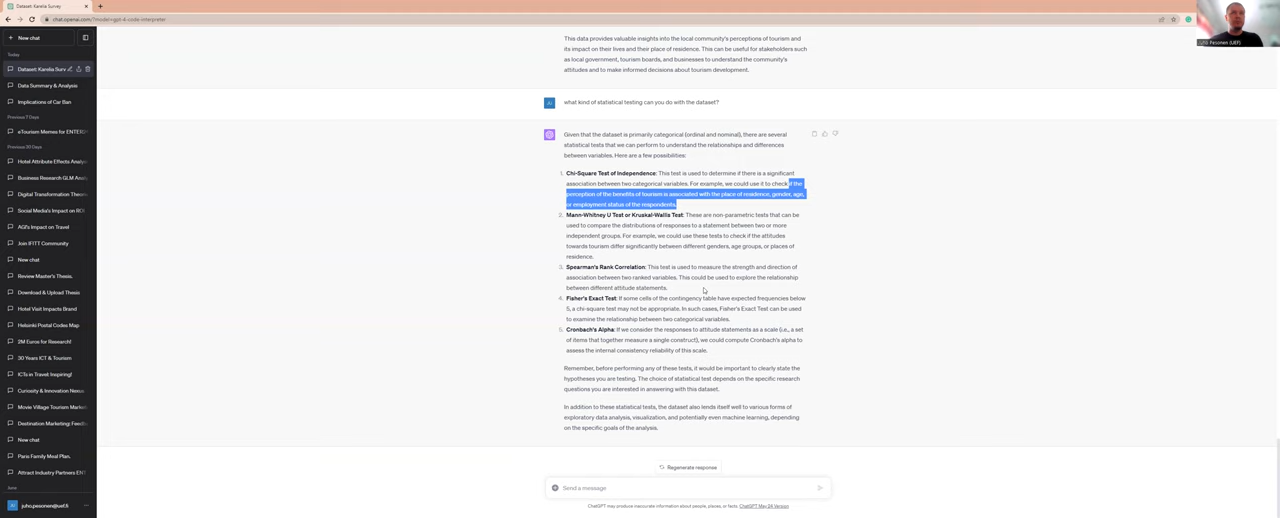 Dataset: Karelia Survey
chat.openai.com/?model=gpt-4-code-interpreter
New chat
Today
Dataset: Karelia Surv
Data Summary & Analysis
Implications of Car Ban
Previous 7 Days
eTourism Memes for ENTER
Previous 30 Days
Hotel Attribute Effects Analys
Business Research GLM Anal
Digital Transformation Theore
Social Media's Impact on ROI
AGI's Impact on Travel
Join IFITT Community
New chat
Review Master's Thesis.
Download & Upload Thesis
Hotel Visit Impacts Brand
Helsinki Postal Codes Map
2M Euros for Research!
30 Years ICT & Tourism
ICTs in Travel: Inspiring!
Curiosity & Innovation Nexus
Movie Village Tourism Market
Destination Marketing: Feedb
New chat
Paris Family Meal Plan.
Attract Industry Partners ENT
June
AI juho.pesonen@uef.fi
This data provides valuable insights into the local community's perceptions of tourism and
its impact on their lives and their place of residence. This can be useful for stakeholders such
as local government, tourism boards, and businesses to understand the community's
attitudes and to make informed decisions about tourism development.
AI what kind of statistical testing can you do with the dataset?
Given that the dataset is primarily categorical (ordinal and nominal), there are several
statistical tests that we can perform to understand the relationships and differences
between variables. Here are a few possibilities:
1. Chi-Square Test of Independence: This test is used to determine if there is a significant
association between two categorical variables. For example, we could use it to check if the
perception of the benefits of tourism is associated with the place of residence, gender, age,
or employment status of the respondents.
2. Mann-Whitney U Test or Kruskal-Wallis Test: These are non-parametric tests that can be
used to compare the distributions of responses to a statement between two or more
independent groups. For example, we could use these tests to check if the attitudes
towards tourism differ significantly between different genders, age groups, or places of
residence.
3. Spearman's Rank Correlation: This test is used to measure the strength and direction of
association between two ranked variables. This could be used to explore the relationship
between different attitude statements.
4. Fisher's Exact Test: If some cells of the contingency table have expected frequencies below
5, a chi-square test may not be appropriate. In such cases, Fisher's Exact Test can be used
to examine the relationship between two categorical variables.
5. Cronbach's Alpha: If we consider the responses to attitude statements as a scale (i.e., a set
of items that together measure a single construct), we could compute Cronbach's alpha to
assess the internal consistency reliability of this scale.
Remember, before performing any of these tests, it would be important to clearly state the
hypotheses you are testing. The choice of statistical test depends on the specific research
questions you are interested in answering with this dataset.
In addition to these statistical tests, the dataset also lends itself well to various forms of
exploratory data analysis, visualization, and potentially even machine learning, depending
on the specific goals of the analysis.
Regenerate response
Send a message
ChatGPT may produce inaccurate information about people, places, or facts. ChatGPT May 24 Version
Pesonen (UEF)